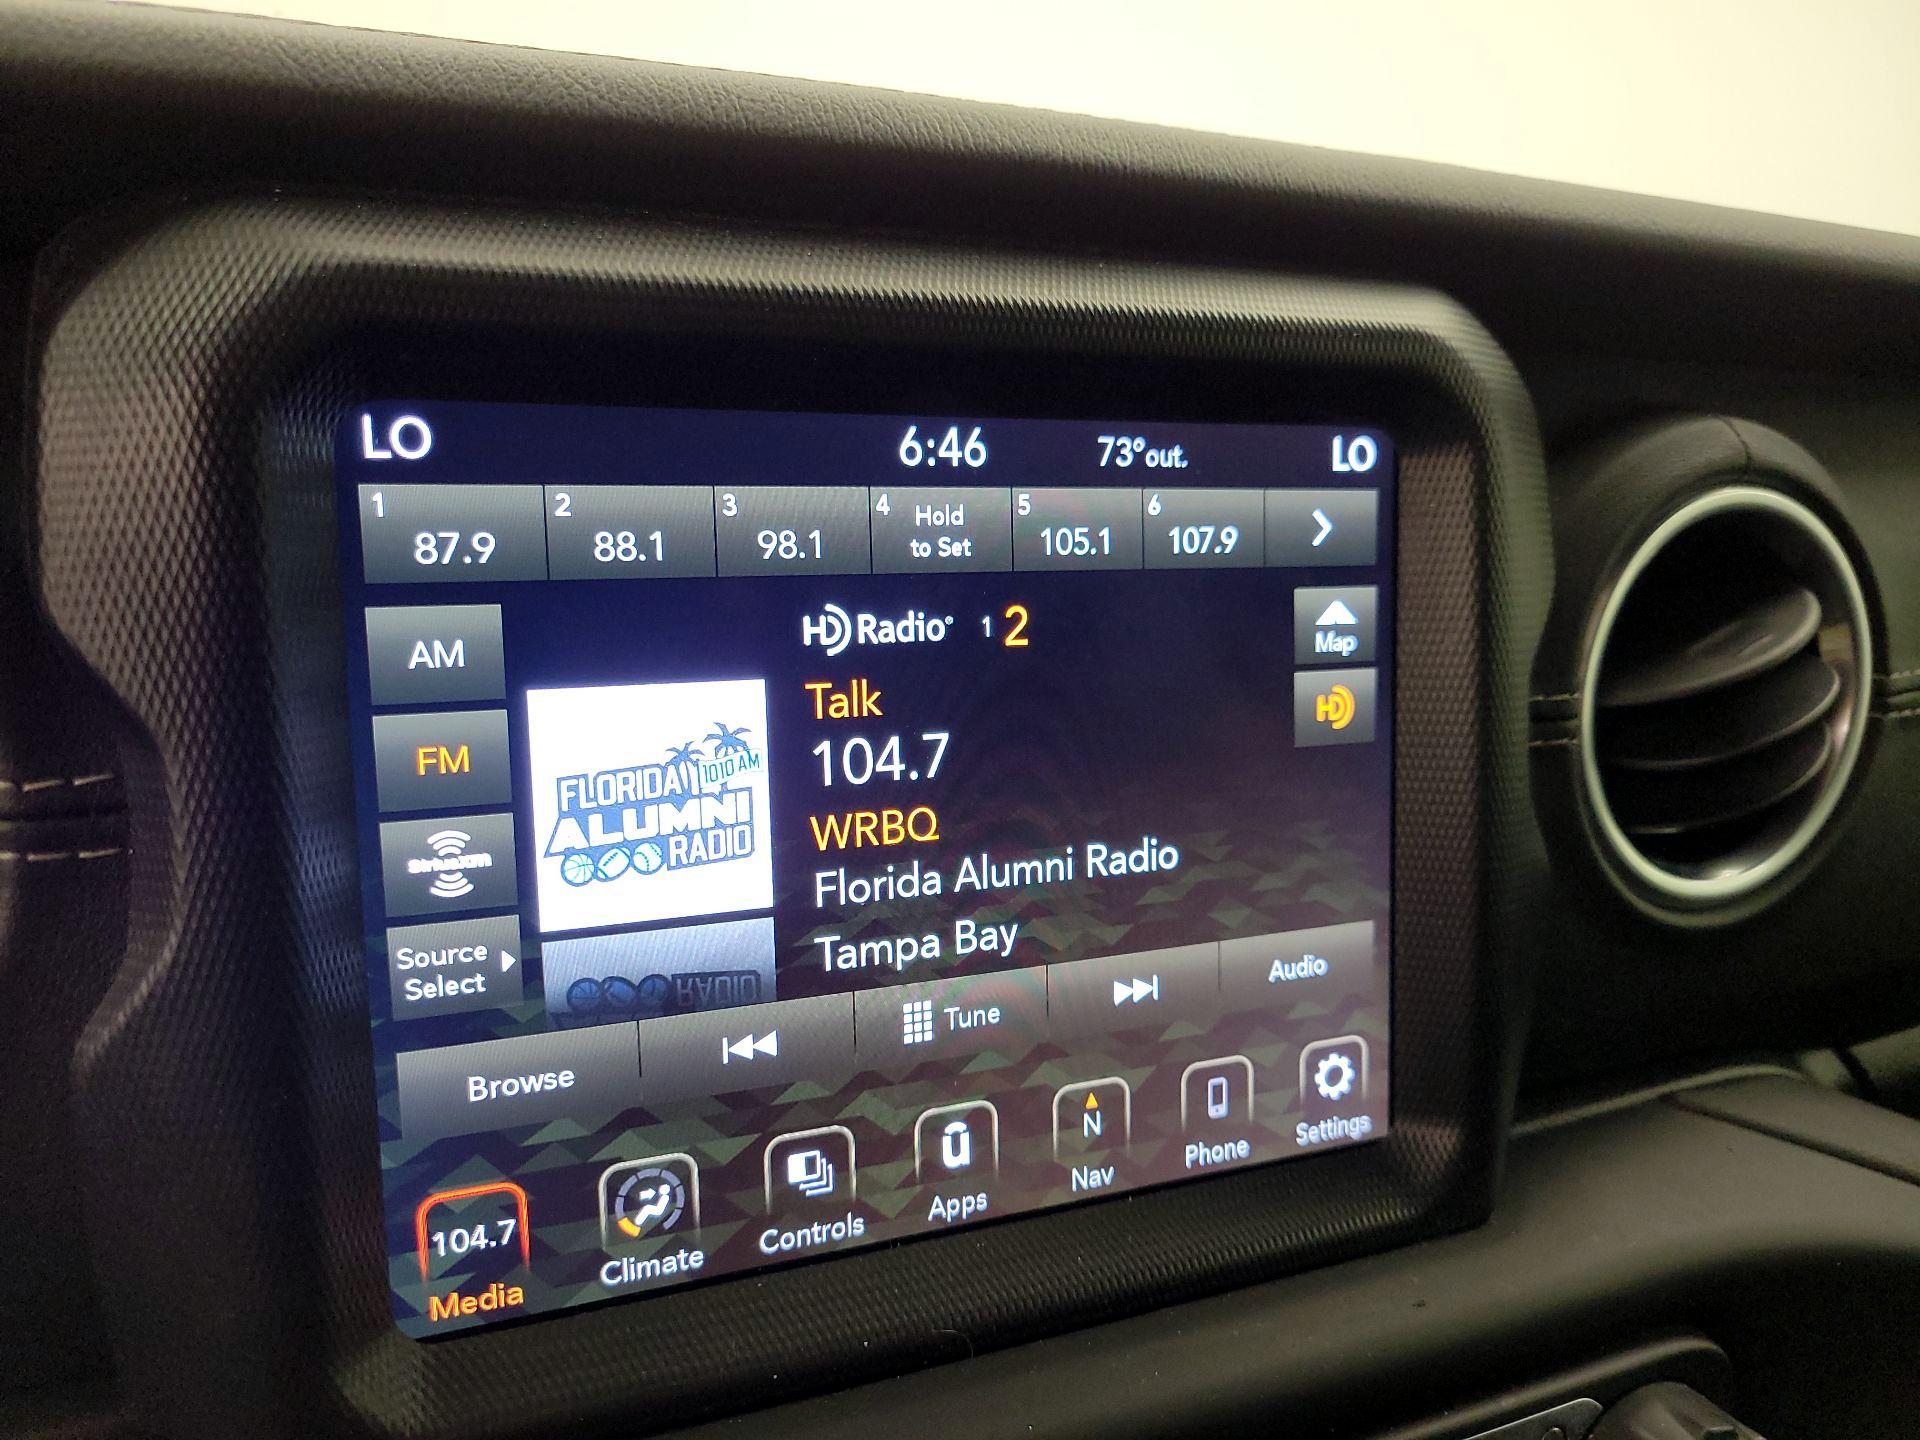 LO 6:46 73°out. LO
1 87.9
2 88.1
3 98.1
4 Hold
to Set
5 105.1
6 107.9
AM
FM
SiriusXM
Source
Select
FLORIDA 1010 AM
ALUMNI
RADIO
HD Radio® 1 2
Talk
104.7
WRBQ
Florida Alumni Radio
Tampa Bay
Map
HD
Browse
Tune
Audio
104.7
Media
Climate
Controls
Apps
N
Nav
Phone
Settings